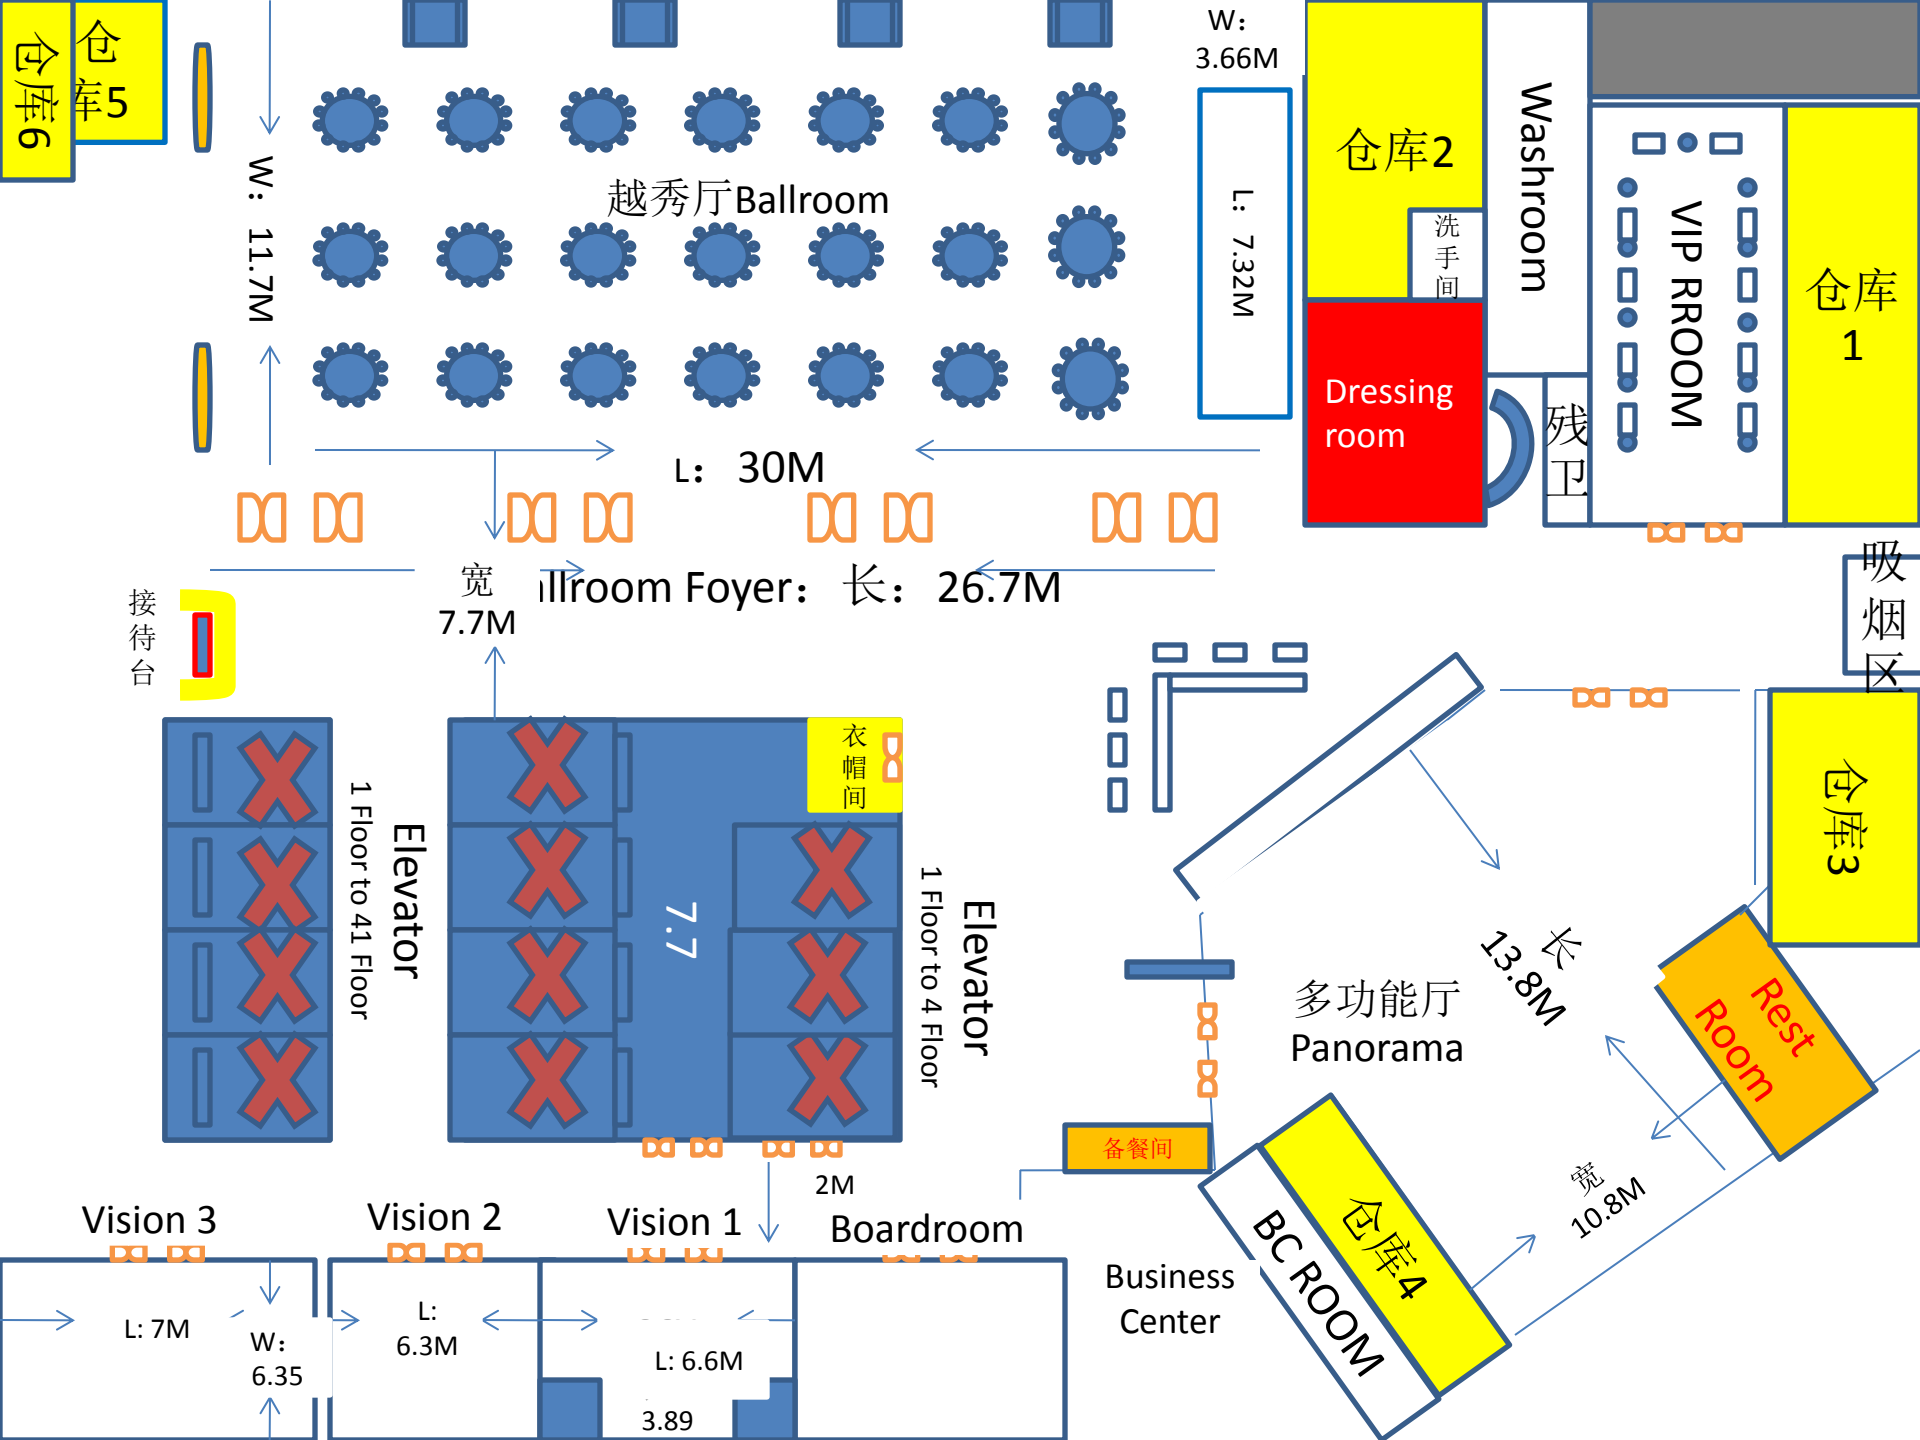 仓
库5
仓库6
W：
11.7M
越秀厅Ballroom
W：
3.66M
L：
7.32M
仓库2
洗
手
间
Washroom
VIP RROOM
仓库
1
Dressing
room
残
卫
L：30M
宽
7.7M
llroom Foyer：长：26.7M
接
待
台
吸
烟
区
衣
帽
间
Elevator
1 Floor to 41 Floor
7.7
Elevator
1 Floor to 4 Floor
仓库3
长
13.8M
多功能厅
Panorama
Rest
Room
宽
10.8M
备餐间
仓库4
BC ROOM
Business
Center
2M
Vision 3
Vision 2
Vision 1
Boardroom
L: 7M
W：
6.35
L:
6.3M
L: 6.6M
3.89